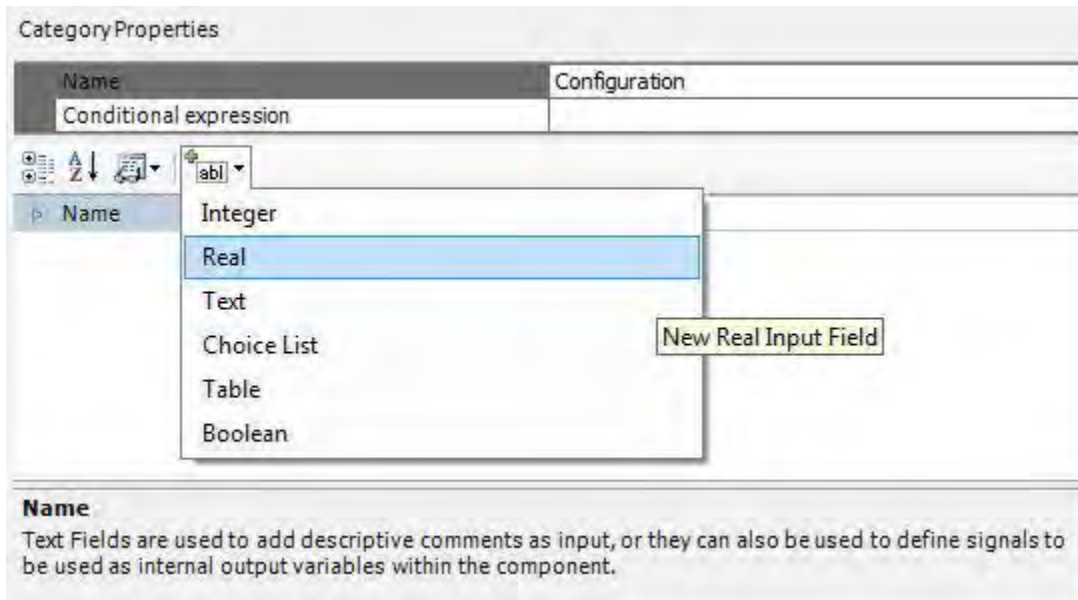 Category Properties
Name Configuration
Conditional expression
A
Z
abl
Name
Integer
Real
Text
Choice List
Table
Boolean
New Real Input Field
Name
Text Fields are used to add descriptive comments as input, or they can also be used to define signals to
be used as internal output variables within the component.